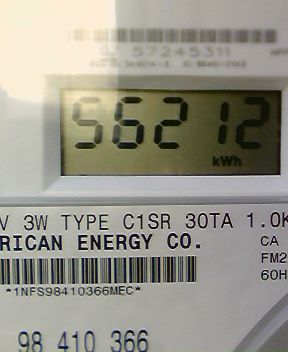 57245311
56212
kWh
V 3W TYPE C1SR 30TA 1.0K
RICAN ENERGY CO.
CA
FM2
60H
*1NFS98410366MEC*
98 410 366